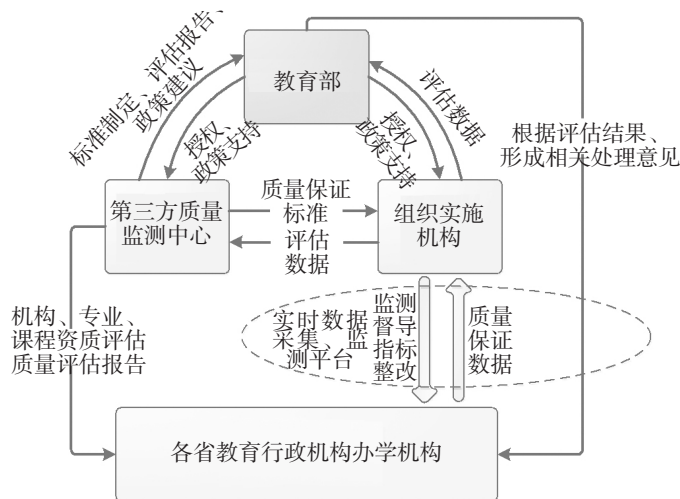 教育部
标准制定、评估报告、
政策建议
授权、
政策支持
授权、
政策支持
评估数据
根据评估结果、
形成相关处理意见
第三方质量
监测中心
质量保证
标准
评估
数据
组织实施
机构
机构、专业、
课程资质评估
质量评估报告
实时数据
采集、监
测平台
监测
督导
指标
整改
质量
保证
数据
各省教育行政机构办学机构